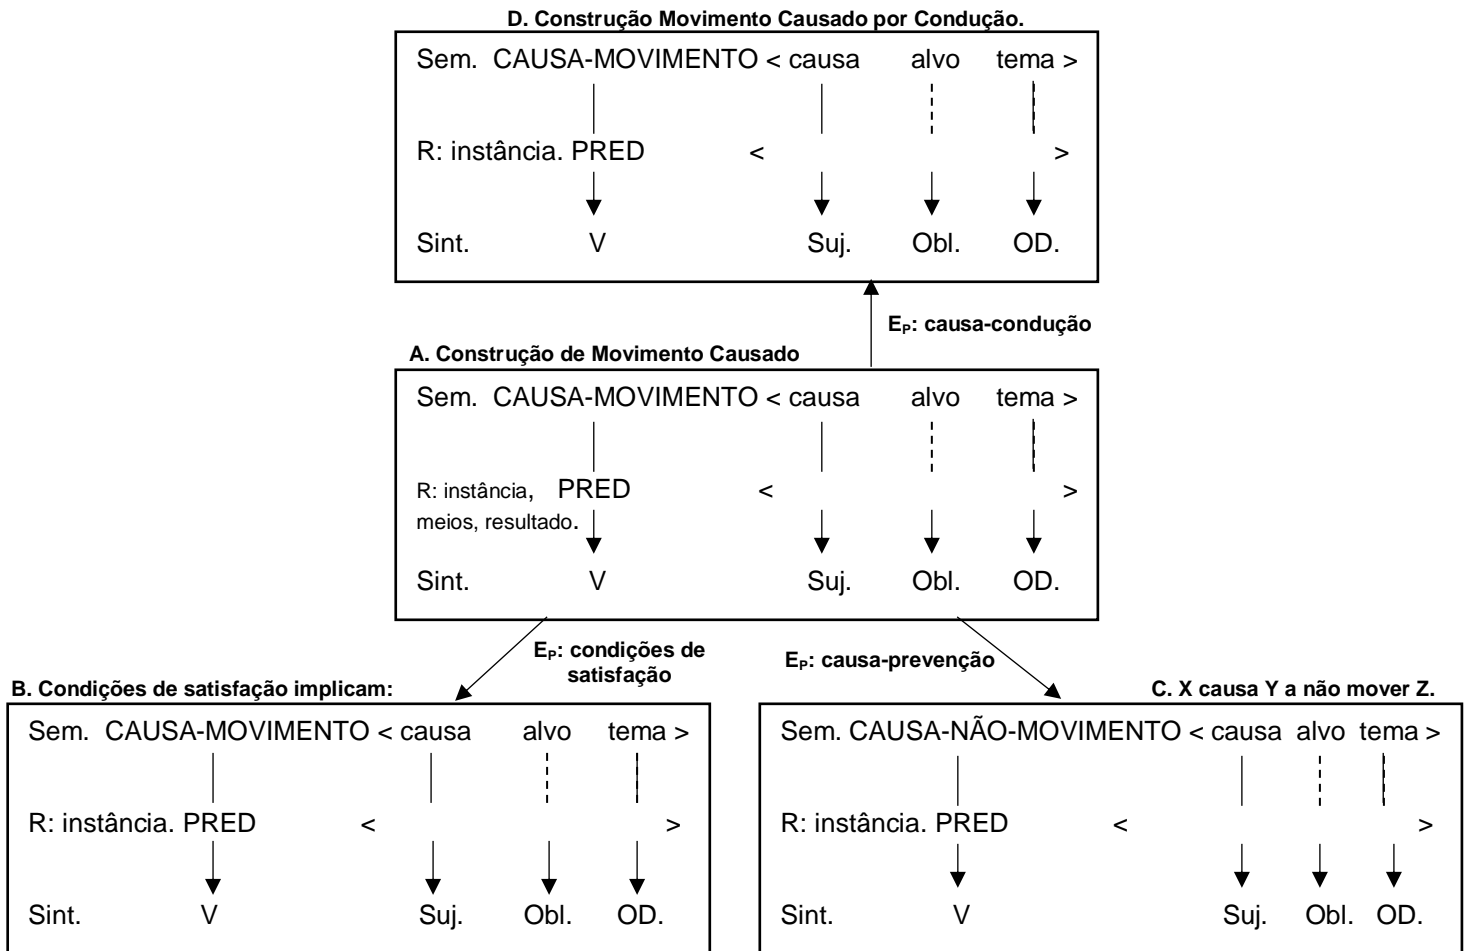 D. Construção Movimento Causado por Condução.
Sem. CAUSA-MOVIMENTO < causa alvo tema >
R: instância. PRED < >
Sint. V Suj. Obl. OD.
E_P: causa-condução
A. Construção de Movimento Causado
Sem. CAUSA-MOVIMENTO < causa alvo tema >
R: instância, PRED < >
meios, resultado.
Sint. V Suj. Obl. OD.
E_P: condições de
satisfação
E_P: causa-prevenção
B. Condições de satisfação implicam:
Sem. CAUSA-MOVIMENTO < causa alvo tema >
R: instância. PRED < >
Sint. V Suj. Obl. OD.
C. X causa Y a não mover Z.
Sem. CAUSA-NÃO-MOVIMENTO < causa alvo tema >
R: instância. PRED < >
Sint. V Suj. Obl. OD.